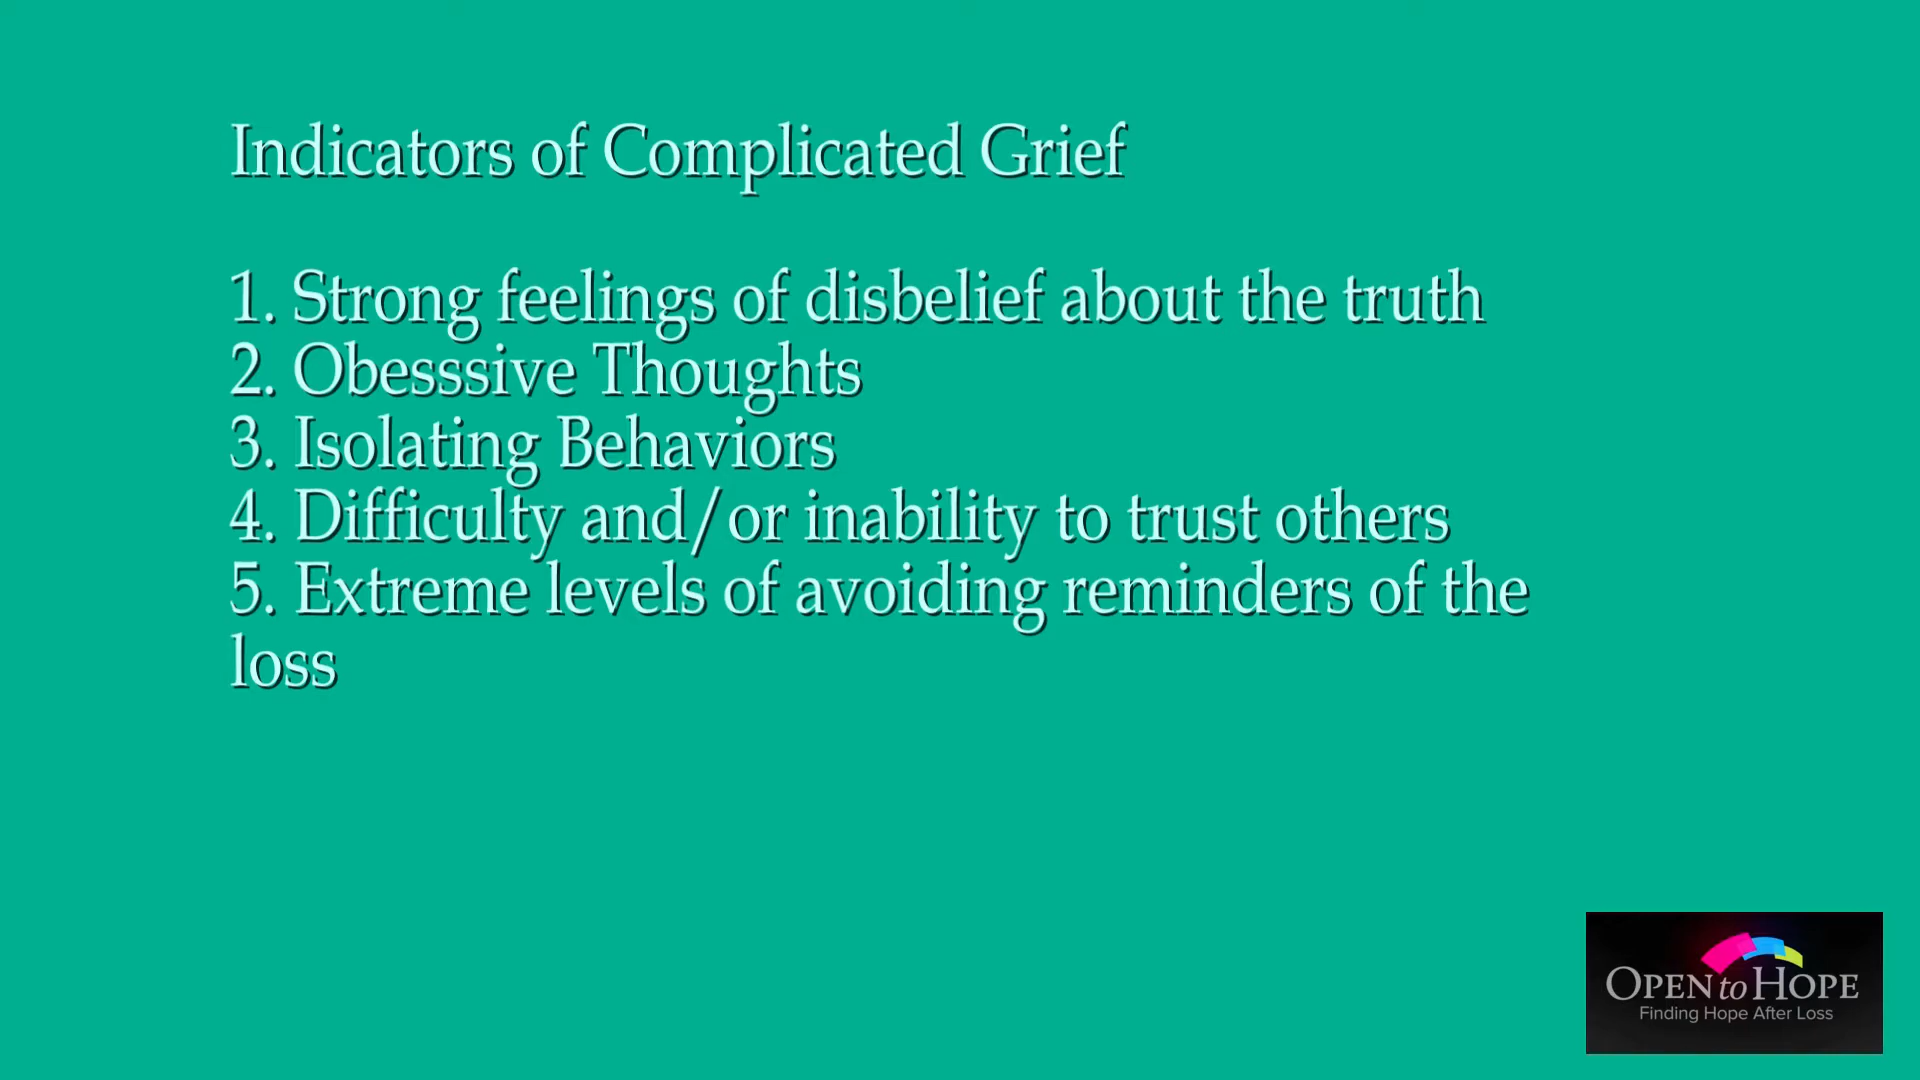 Indicators of Complicated Grief
1. Strong feelings of disbelief about the truth
2. Obesssive Thoughts
3. Isolating Behaviors
4. Difficulty and/or inability to trust others
5. Extreme levels of avoiding reminders of the
loss
OPEN to HOPE
Finding Hope After Loss